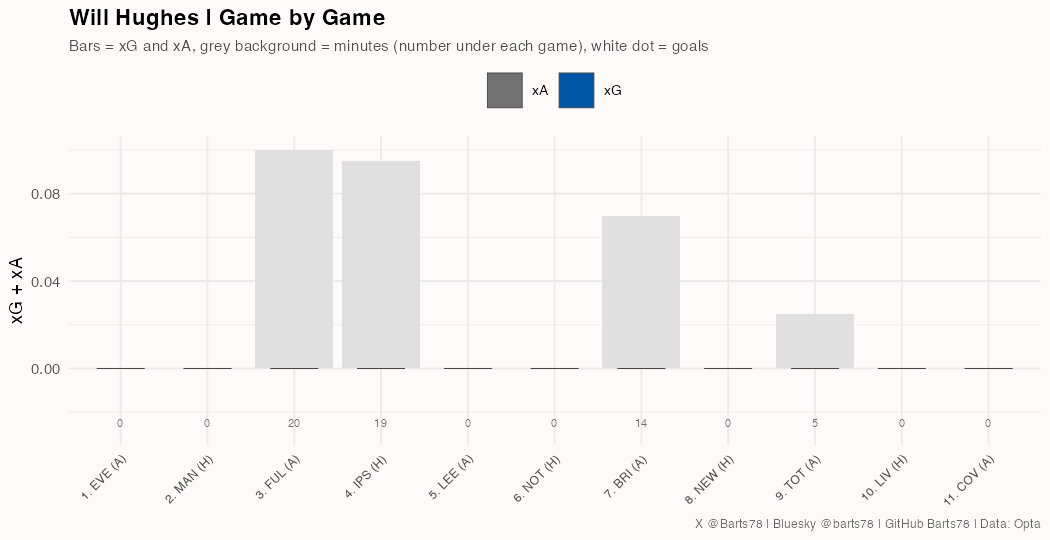 Will Hughes | Game by Game
Bars = xG and xA, grey background = minutes (number under each game), white dot = goals
xA xG
xG + xA
0.08
0.04
0.00
0 0 20 19 0 0 14 0 5 0 0
1. EVE (A) 2. MAN (H) 3. FUL (A) 4. IPS (H) 5. LEE (A) 6. NOT (H) 7. BRI (A) 8. NEW (H) 9. TOT (A) 10. LIV (H) 11. COV (A)
X @Barts78 | Bluesky @barts78 | GitHub Barts78 | Data: Opta